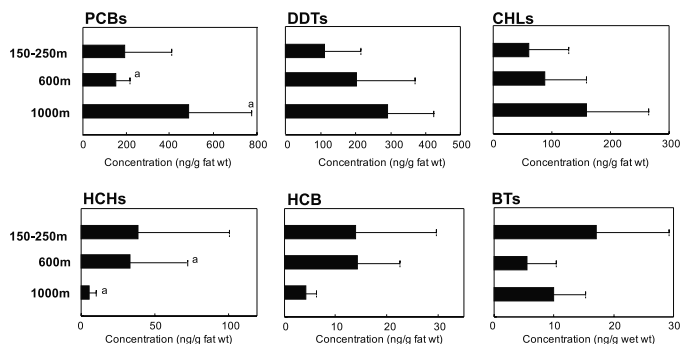 PCBs
DDTs
CHLs
150-250m
600m
a
1000m
a
0 200 400 600 800
0 100 200 300 400 500
0 100 200 300
Concentration (ng/g fat wt)
Concentration (ng/g fat wt)
Concentration (ng/g fat wt)
HCHs
HCB
BTs
150-250m
600m
a
1000m
a
0 50 100
0 10 20 30
0 10 20 30
Concentration (ng/g fat wt)
Concentration (ng/g fat wt)
Concentration (ng/g wet wt)